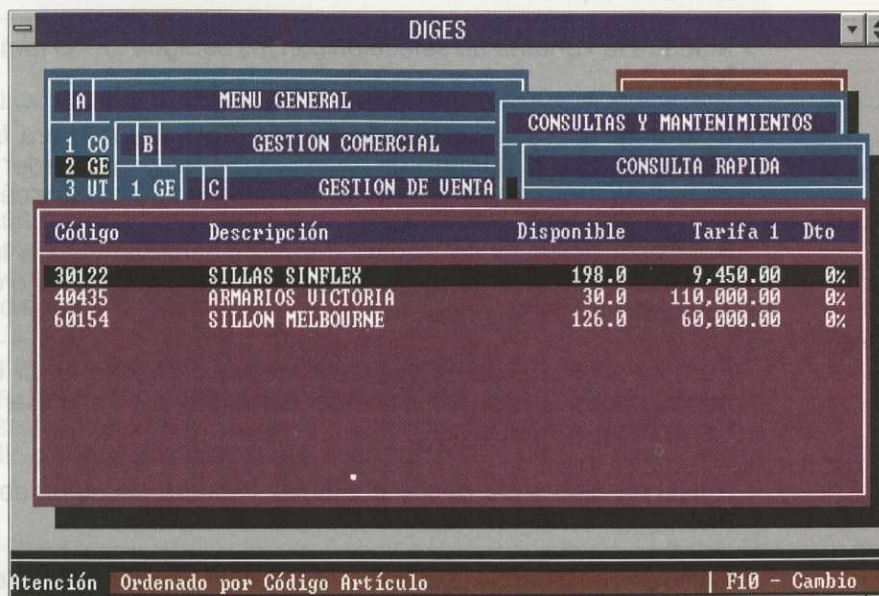 DIGES
A MENU GENERAL
CONSULTAS Y MANTENIMIENTOS
1 CO B GESTION COMERCIAL
2 GE CONSULTA RAPIDA
3 UT 1 GE C GESTION DE VENTA
Código Descripción Disponible Tarifa 1 Dto
30122 SILLAS SINFLEX 198.0 9,450.00 0%
40435 ARMARIOS VICTORIA 30.0 110,000.00 0%
60154 SILLON MELBOURNE 126.0 60,000.00 0%
Atención Ordenado por Código Artículo | F10 - Cambio